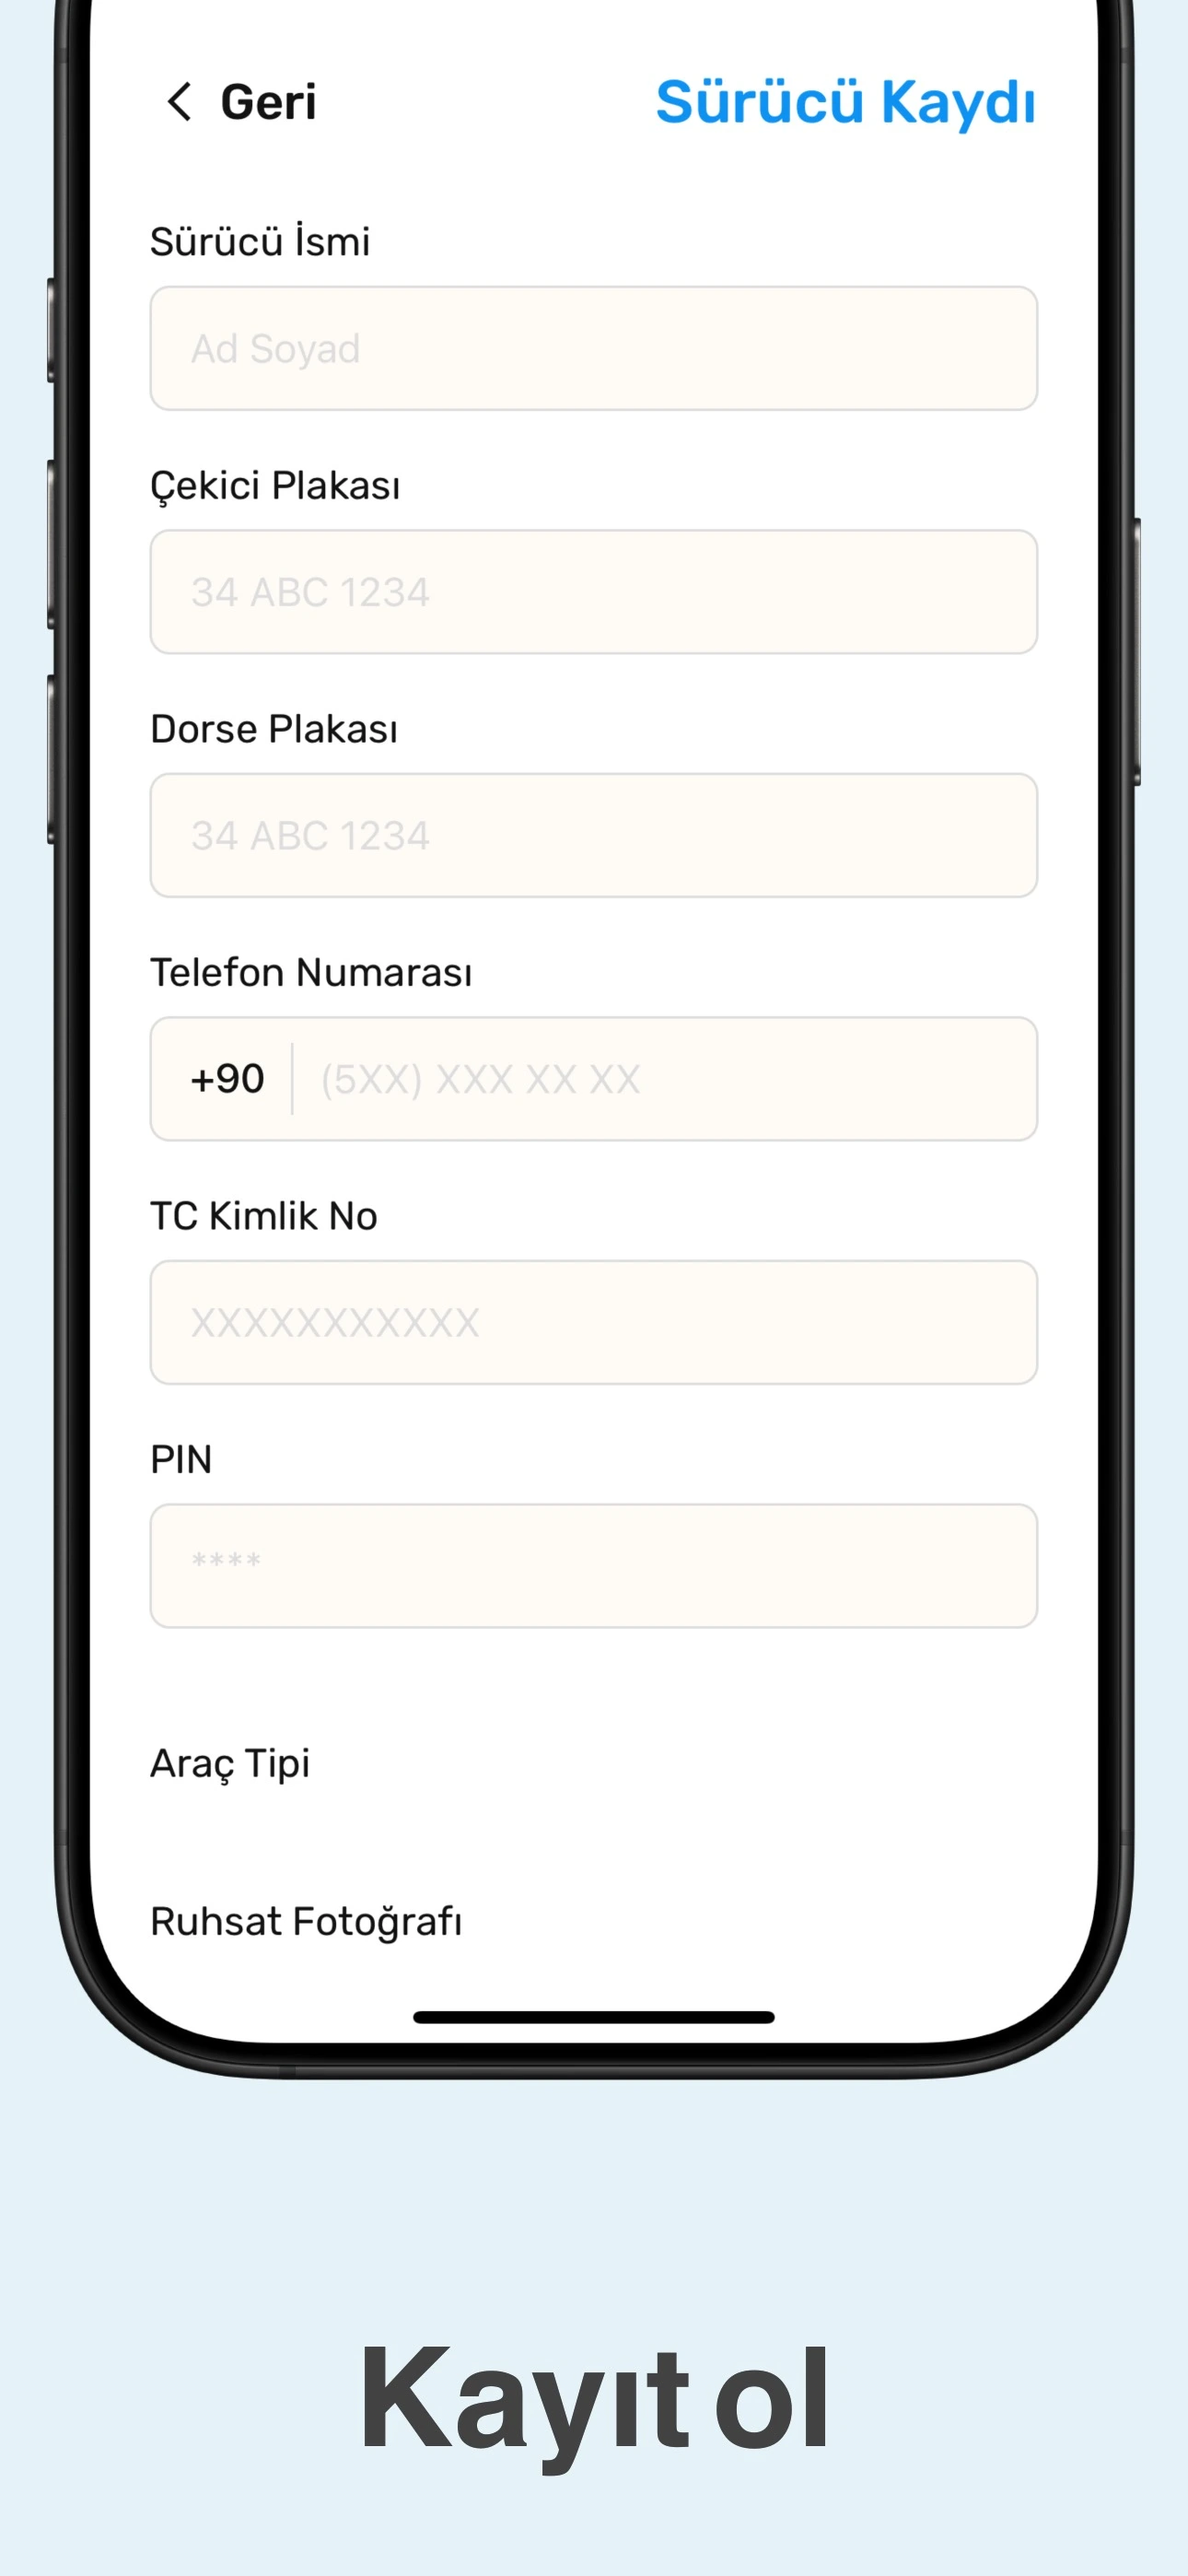 Geri
Sürücü Kaydı
Sürücü İsmi
Ad Soyad
Çekici Plakası
34 ABC 1234
Dorse Plakası
34 ABC 1234
Telefon Numarası
+90 (5XX) XXX XX XX
TC Kimlik No
XXXXXXXXXXX
PIN
****
Araç Tipi
Ruhsat Fotoğrafı
Kayıt ol